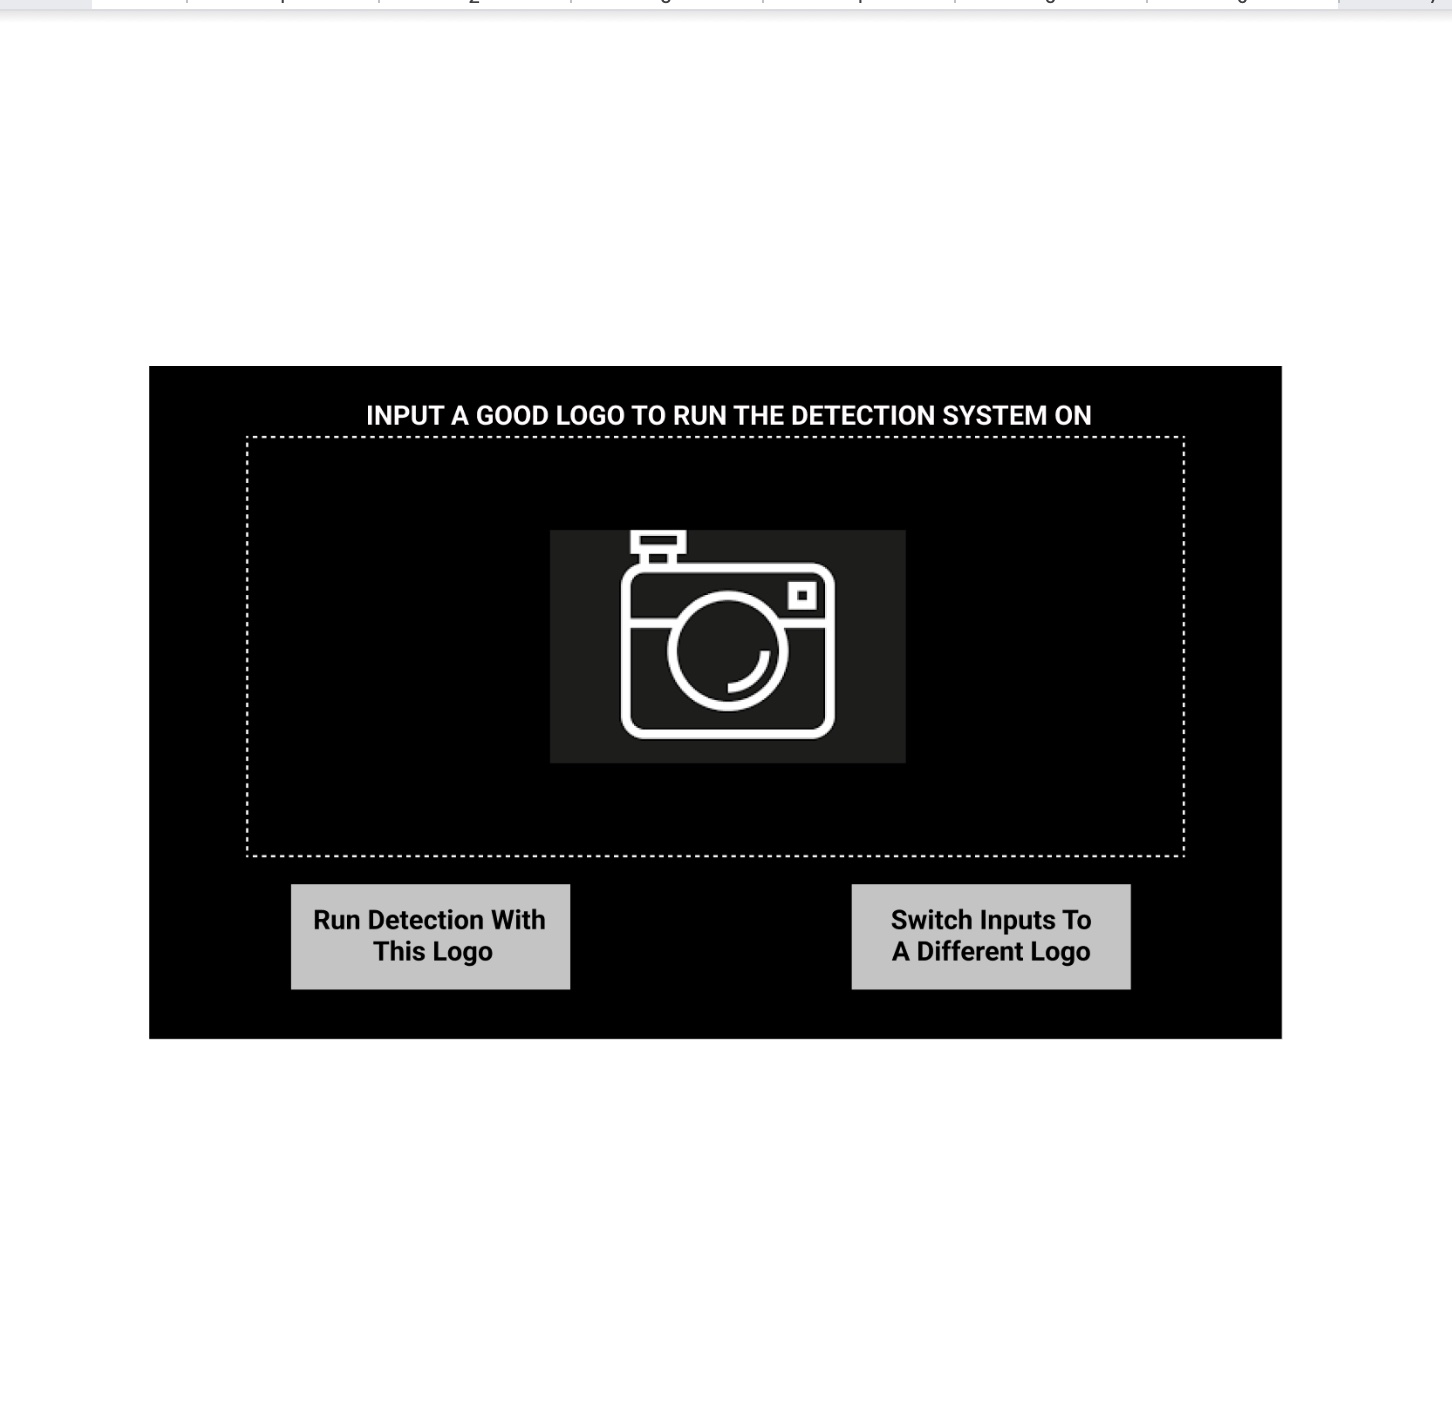 INPUT A GOOD LOGO TO RUN THE DETECTION SYSTEM ON
Run Detection With
This Logo
Switch Inputs To
A Different Logo